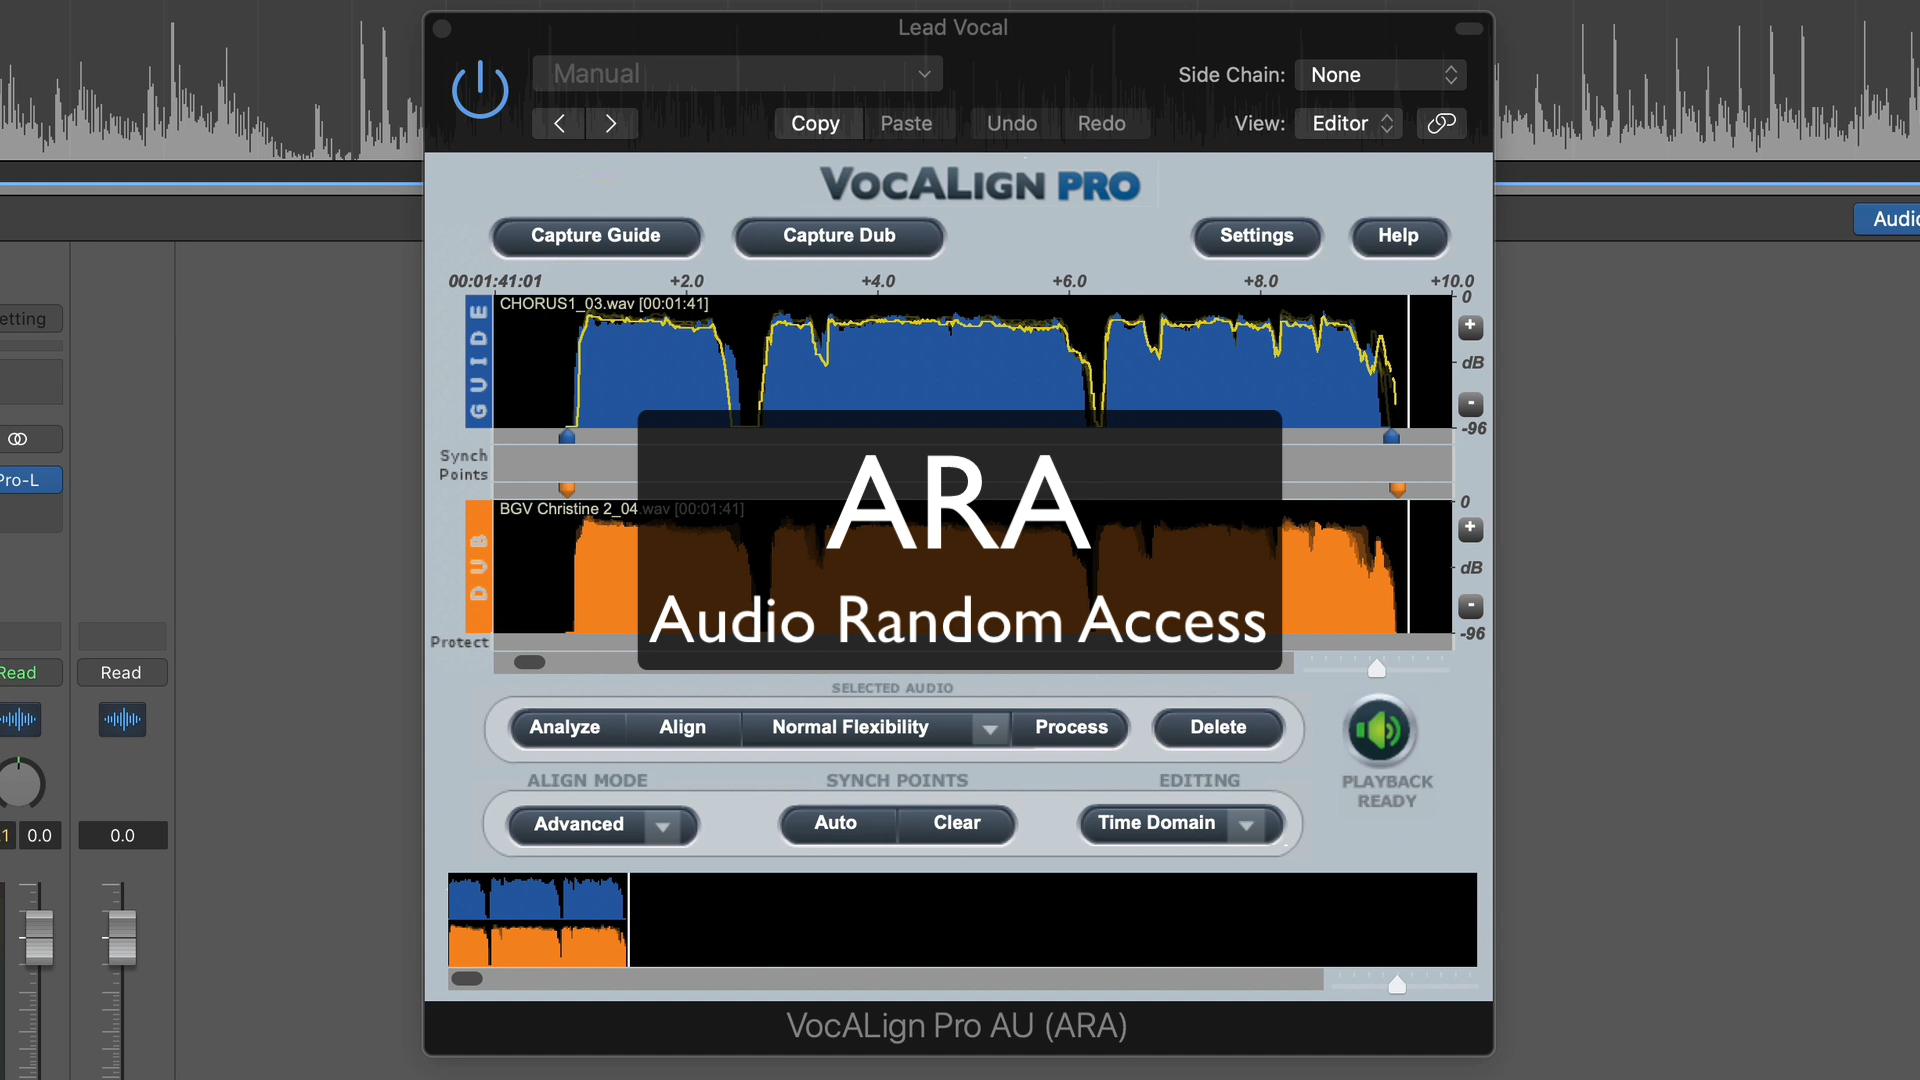 Lead Vocal
Manual
Side Chain: None
Copy Paste Undo Redo
View: Editor
VOCALIGN PRO
Capture Guide Capture Dub Settings Help
Audio
00:01:41:01 +2.0 +4.0 +6.0 +8.0 +10.0
CHORUS1_03.wav [00:01:41]
GUIDE
0
+
dB
-
-96
Synch
Points
BGV Christine 2_04.wav [00:01:41]
DUB
0
+
dB
-
-96
Protect
ARA
Audio Random Access
etting
Pro-L
Read Read
.1 0.0 0.0
SELECTED AUDIO
Analyze Align Normal Flexibility Process Delete
ALIGN MODE SYNCH POINTS EDITING
Advanced Auto Clear Time Domain
PLAYBACK
READY
VocALign Pro AU (ARA)